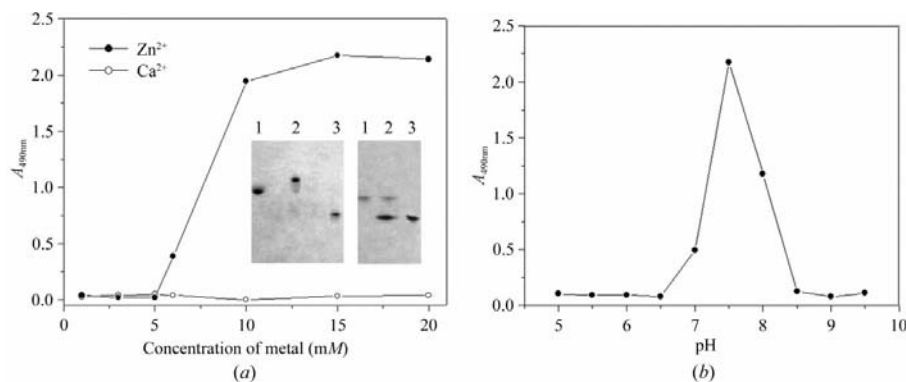 2.5
2.0
1.5
1.0
0.5
0.0
A490nm
Zn2+
Ca2+
1 2 3 1 2 3
0 5 10 15 20
Concentration of metal (mM)
(a)
2.5
2.0
1.5
1.0
0.5
0.0
A490nm
5 6 7 8 9 10
pH
(b)